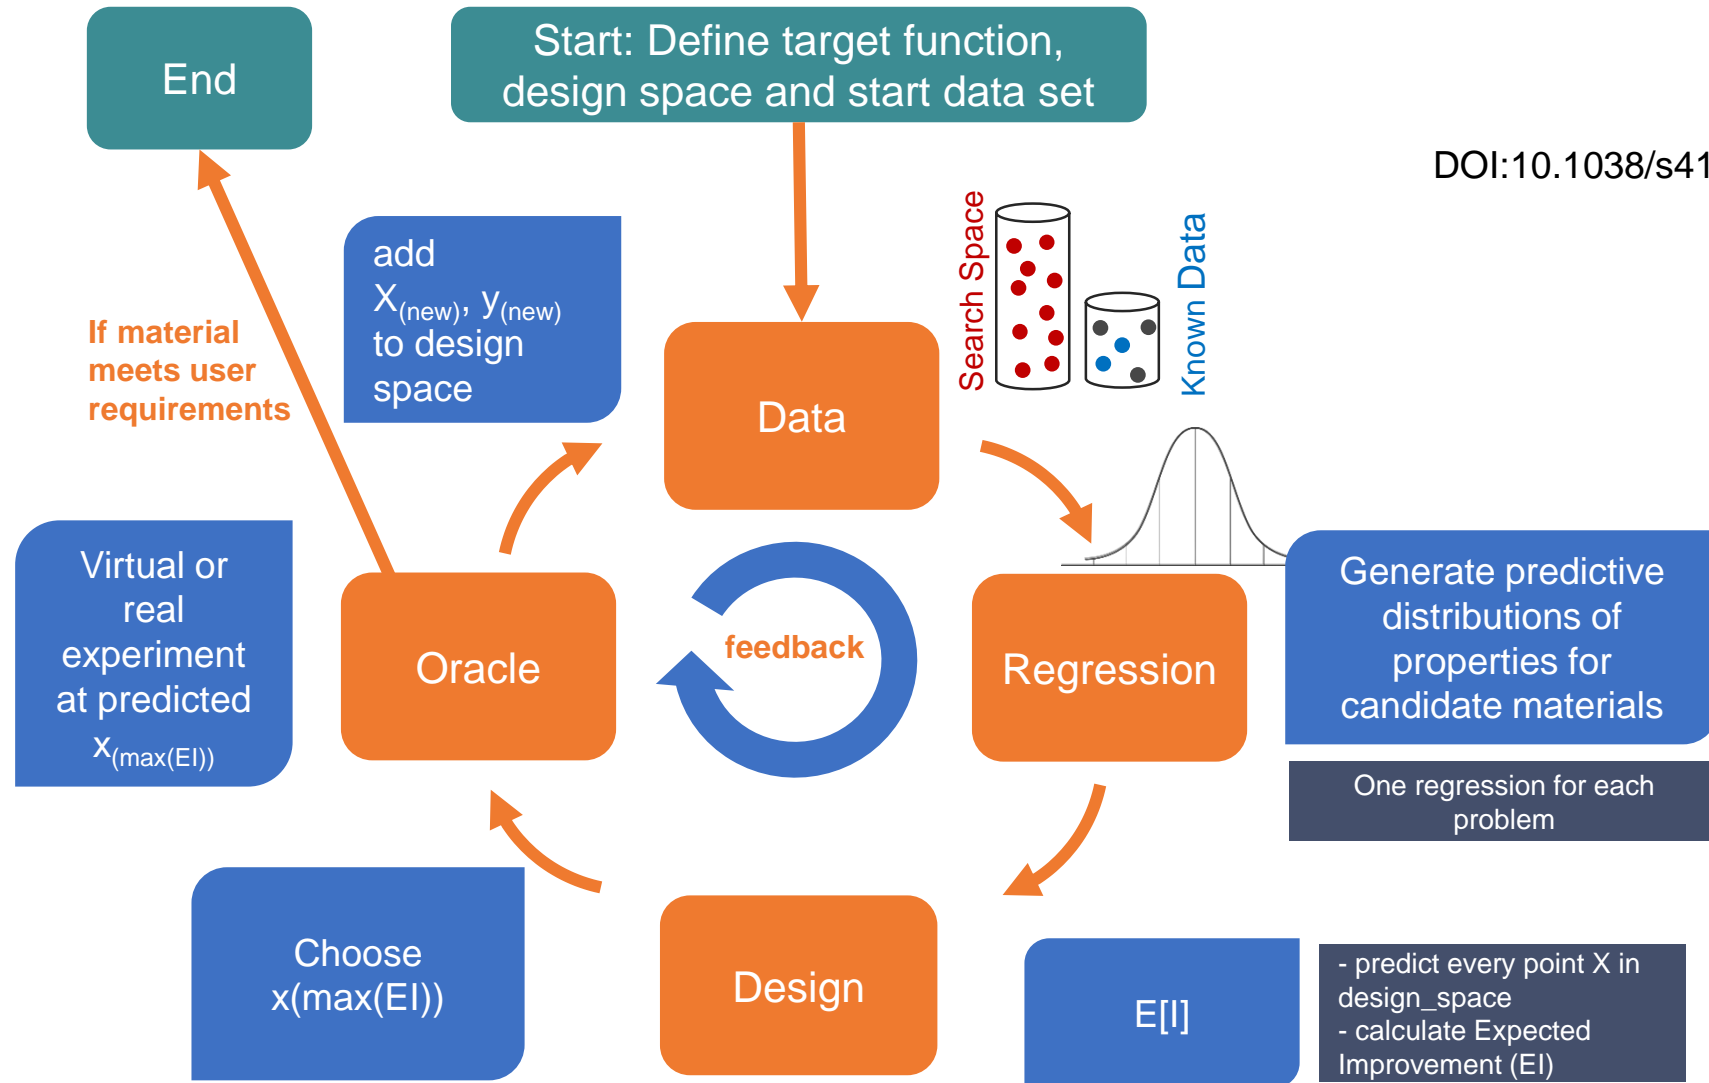 End
Start: Define target function,
design space and start data set
DOI:10.1038/s41
Search Space
Known Data
add
X(new), y(new)
to design
space
If material
meets user
requirements
Data
Virtual or
real
experiment
at predicted
x(max(EI))
Oracle
feedback
Regression
Generate predictive
distributions of
properties for
candidate materials
One regression for each
problem
Choose
x(max(EI))
Design
E[I]
- predict every point X in
design_space
- calculate Expected
Improvement (EI)